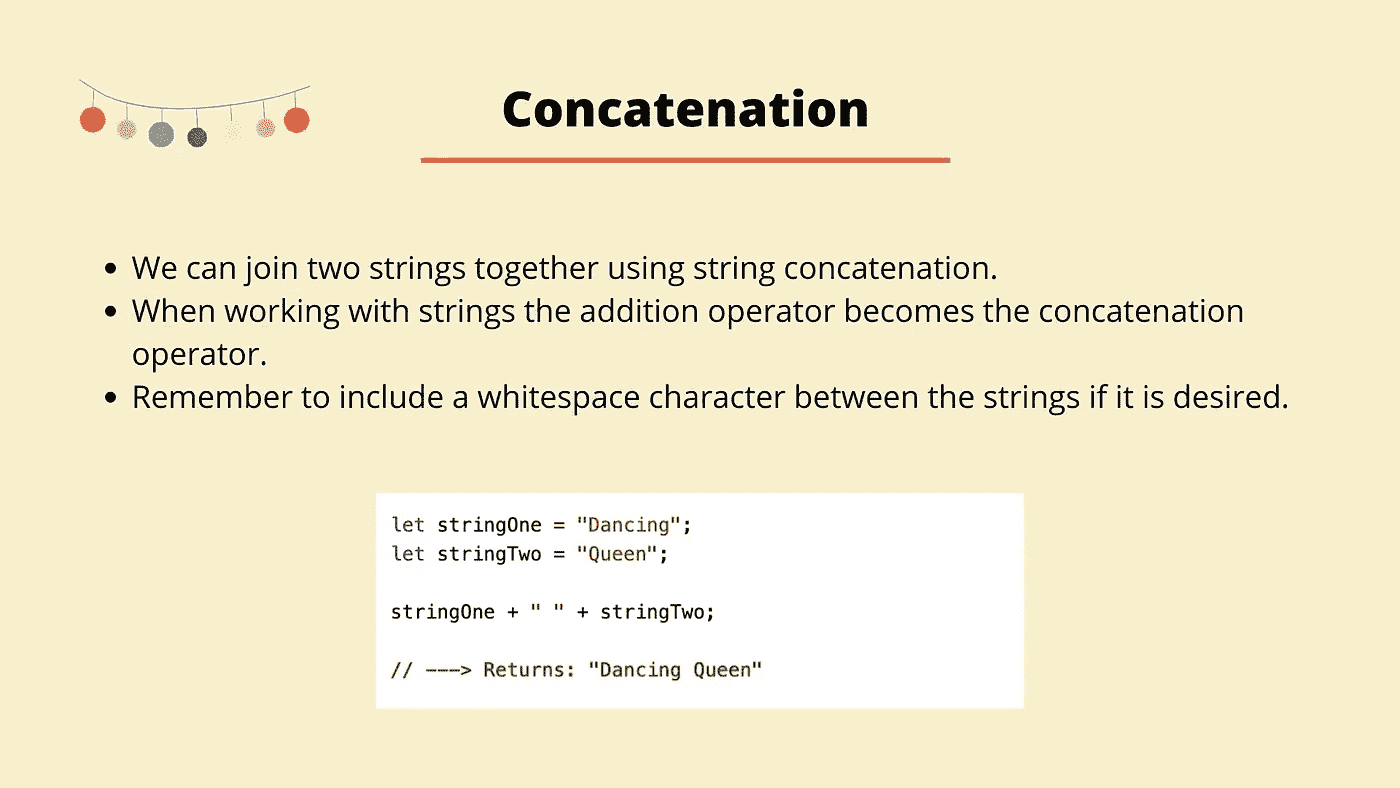 Concatenation
• We can join two strings together using string concatenation.
• When working with strings the addition operator becomes the concatenation
operator.
• Remember to include a whitespace character between the strings if it is desired.
let stringOne = "Dancing";
let stringTwo = "Queen";
stringOne + " " + stringTwo;
// ———> Returns: "Dancing Queen"